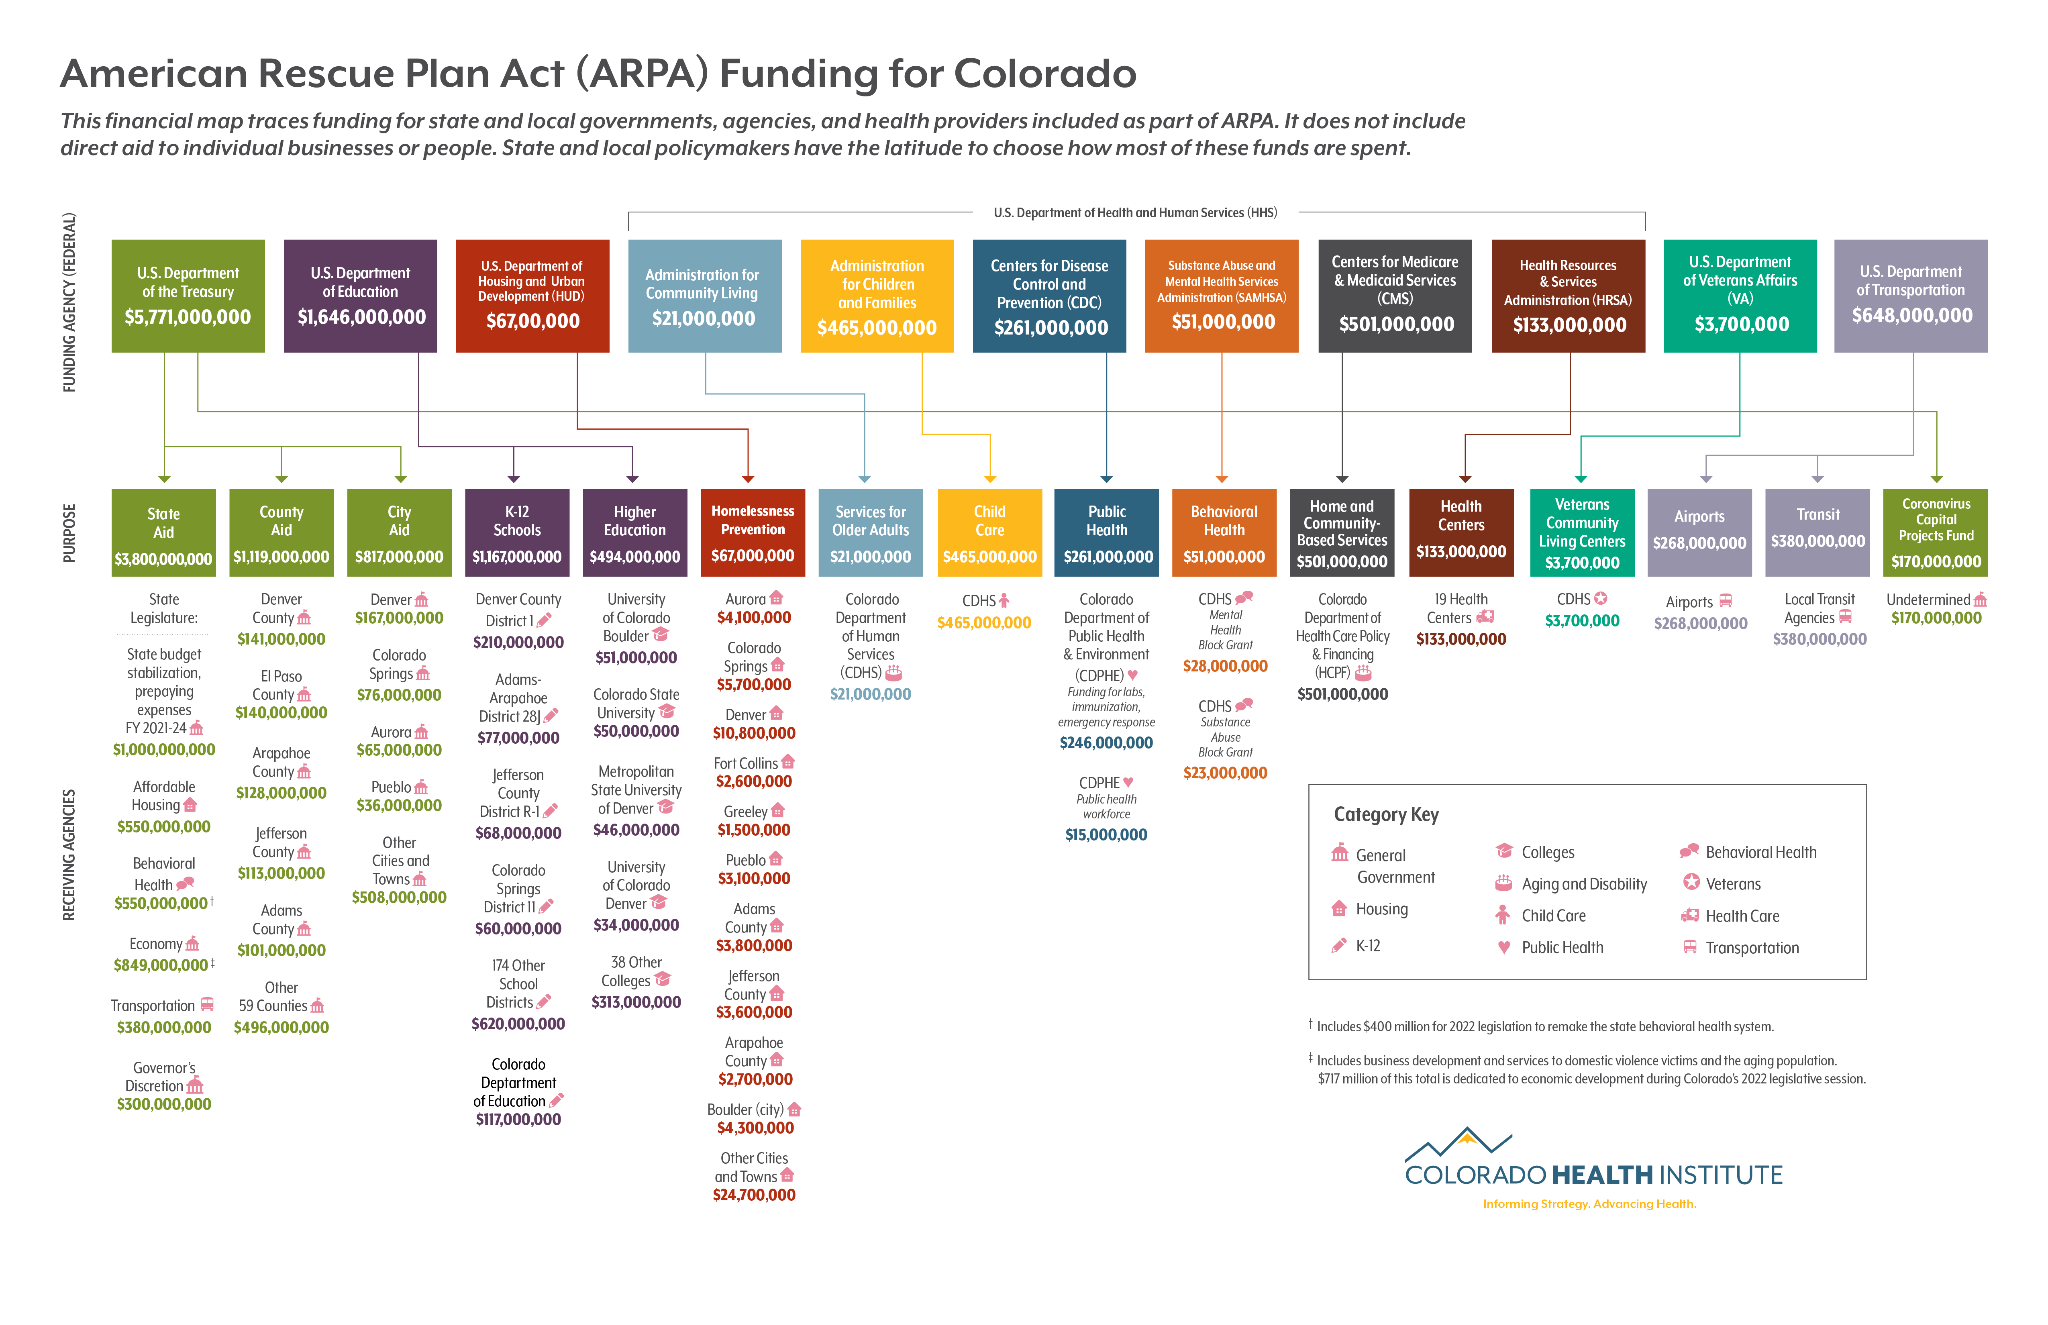 American Rescue Plan Act (ARPA) Funding for Colorado
This financial map traces funding for state and local governments, agencies, and health providers included as part of ARPA. It does not include
direct aid to individual businesses or people. State and local policymakers have the latitude to choose how most of these funds are spent.
FUNDING AGENCY (FEDERAL)
U.S. Department of Health and Human Services (HHS)
U.S. Department
of the Treasury
$5,771,000,000
U.S. Department
of Education
$1,646,000,000
U.S. Department of
Housing and Urban
Development (HUD)
$67,00,000
Administration for
Community Living
$21,000,000
Administration
for Children
and Families
$465,000,000
Centers for Disease
Control and
Prevention (CDC)
$261,000,000
Substance Abuse and
Mental Health Services
Administration (SAMHSA)
$51,000,000
Centers for Medicare
& Medicaid Services
(CMS)
$501,000,000
Health Resources
& Services
Administration (HRSA)
$133,000,000
U.S. Department
of Veterans Affairs
(VA)
$3,700,000
U.S. Department
of Transportation
$648,000,000
PURPOSE
State
Aid
$3,800,000,000
County
Aid
$1,119,000,000
City
Aid
$817,000,000
K-12
Schools
$1,167,000,000
Higher
Education
$494,000,000
Homelessness
Prevention
$67,000,000
Services for
Older Adults
$21,000,000
Child
Care
$465,000,000
Public
Health
$261,000,000
Behavioral
Health
$51,000,000
Home and
Community-
Based Services
$501,000,000
Health
Centers
$133,000,000
Veterans
Community
Living Centers
$3,700,000
Airports
$268,000,000
Transit
$380,000,000
Coronavirus
Capital
Projects Fund
$170,000,000
RECEIVING AGENCIES
State
Legislature:
State budget
stabilization,
prepaying
expenses
FY 2021-24
$1,000,000,000
Affordable
Housing
$550,000,000
Behavioral
Health
$550,000,000†
Economy
$849,000,000‡
Transportation
$380,000,000
Governor's
Discretion
$300,000,000
Denver
County
$141,000,000
El Paso
County
$140,000,000
Arapahoe
County
$128,000,000
Jefferson
County
$113,000,000
Adams
County
$101,000,000
Other
59 Counties
$496,000,000
Denver
$167,000,000
Colorado
Springs
$76,000,000
Aurora
$65,000,000
Pueblo
$36,000,000
Other
Cities and
Towns
$508,000,000
Denver County
District 1
$210,000,000
Adams-
Arapahoe
District 28J
$77,000,000
Jefferson
County
District R-1
$68,000,000
Colorado
Springs
District 11
$60,000,000
174 Other
School
Districts
$620,000,000
Colorado
Deptartment
of Education
$117,000,000
University
of Colorado
Boulder
$51,000,000
Colorado State
University
$50,000,000
Metropolitan
State University
of Denver
$46,000,000
University
of Colorado
Denver
$34,000,000
38 Other
Colleges
$313,000,000
Aurora
$4,100,000
Colorado
Springs
$5,700,000
Denver
$10,800,000
Fort Collins
$2,600,000
Greeley
$1,500,000
Pueblo
$3,100,000
Adams
County
$3,800,000
Jefferson
County
$3,600,000
Arapahoe
County
$2,700,000
Boulder (city)
$4,300,000
Other Cities
and Towns
$24,700,000
Colorado
Department
of Human
Services
(CDHS)
$21,000,000
CDHS
$465,000,000
Colorado
Department of
Public Health
& Environment
(CDPHE)
Funding for labs,
immunization,
emergency response
$246,000,000
CDPHE
Public health
workforce
$15,000,000
CDHS
Mental
Health
Block Grant
$28,000,000
CDHS
Substance
Abuse
Block Grant
$23,000,000
Colorado
Department of
Health Care Policy
& Financing
(HCPF)
$501,000,000
19 Health
Centers
$133,000,000
CDHS
$3,700,000
Airports
$268,000,000
Local Transit
Agencies
$380,000,000
Undetermined
$170,000,000
Category Key
General
Government
Housing
K-12
Colleges
Aging and Disability
Child Care
Public Health
Behavioral Health
Veterans
Health Care
Transportation
† Includes $400 million for 2022 legislation to remake the state behavioral health system.
‡ Includes business development and services to domestic violence victims and the aging population.
$717 million of this total is dedicated to economic development during Colorado's 2022 legislative session.
COLORADO HEALTH INSTITUTE
Informing Strategy. Advancing Health.